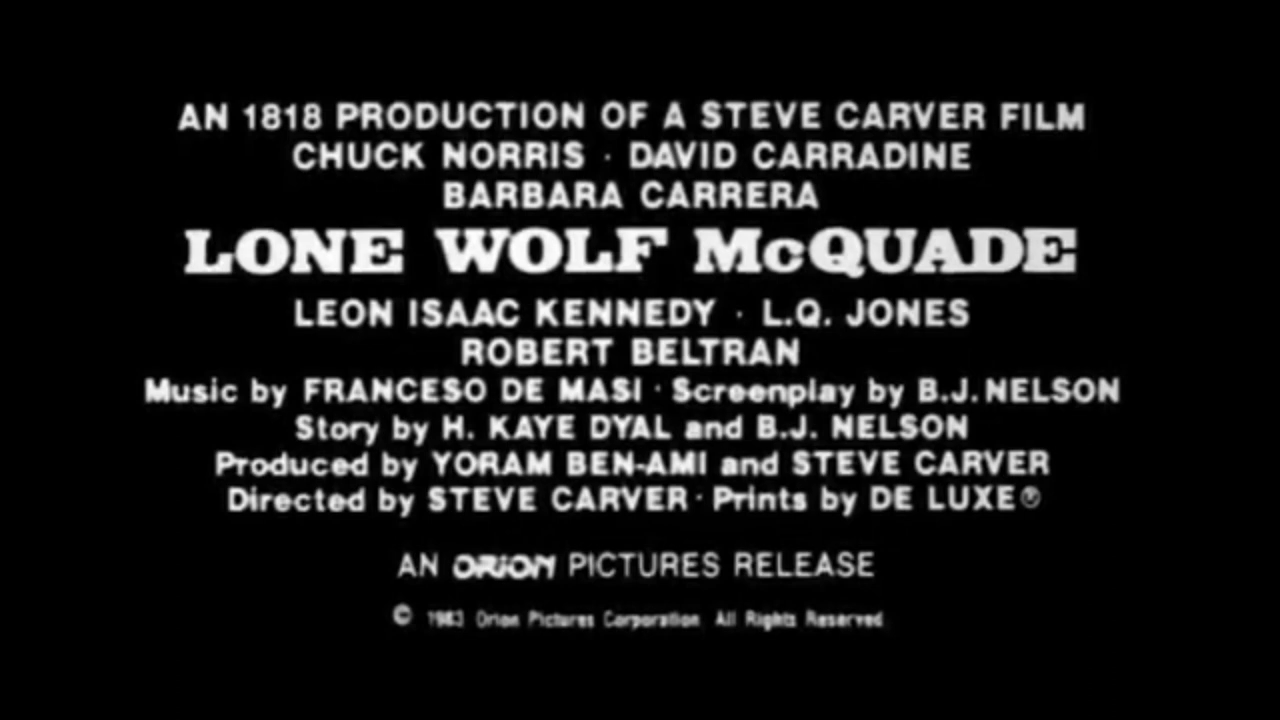 AN 1818 PRODUCTION OF A STEVE CARVER FILM
CHUCK NORRIS · DAVID CARRADINE
BARBARA CARRERA
LONE WOLF McQUADE
LEON ISAAC KENNEDY · L.Q. JONES
ROBERT BELTRAN
Music by FRANCESO DE MASI · Screenplay by B.J. NELSON
Story by H. KAYE DYAL and B.J. NELSON
Produced by YORAM BEN-AMI and STEVE CARVER
Directed by STEVE CARVER · Prints by DE LUXE®
AN ORION PICTURES RELEASE
© 1983 Orion Pictures Corporation All Rights Reserved